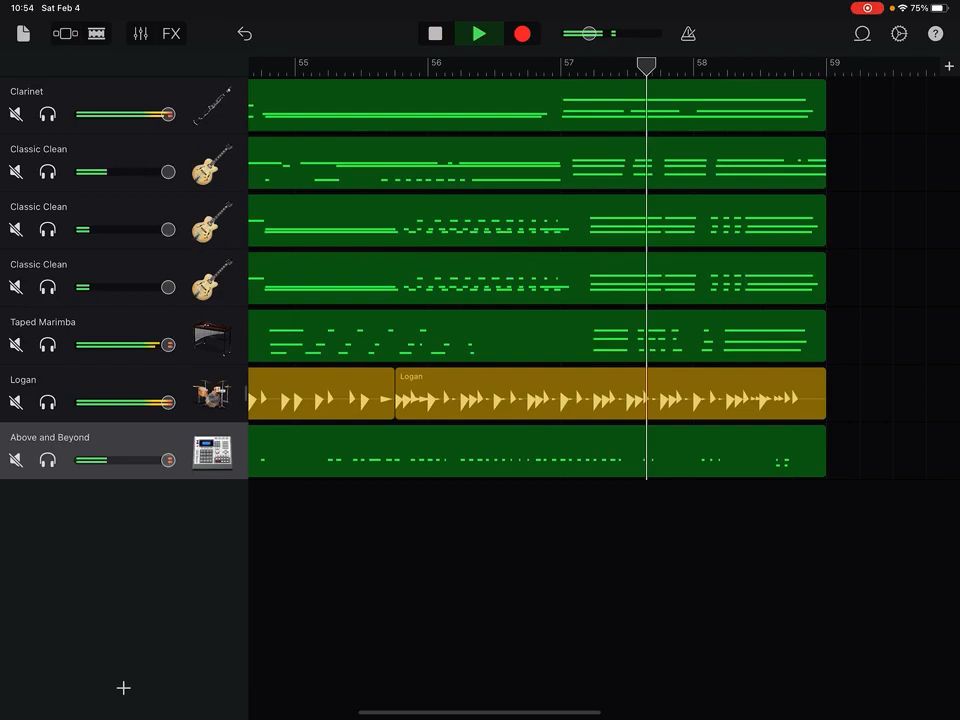 10:54 Sat Feb 4
75%
FX
55 56 57 58 59
Clarinet
Classic Clean
Classic Clean
Classic Clean
Taped Marimba
Logan
Logan
Above and Beyond